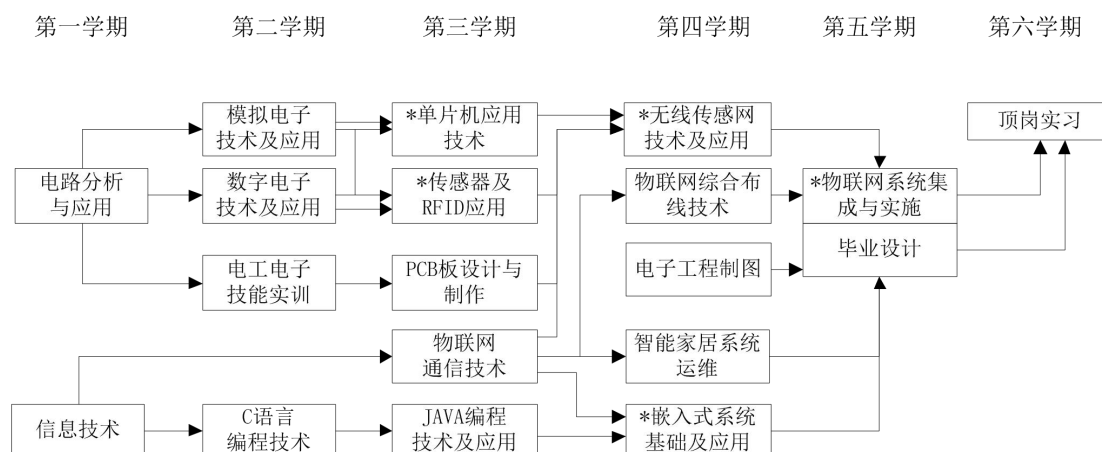 第一学期
第二学期
第三学期
第四学期
第五学期
第六学期
模拟电子
技术及应用
*单片机应用
技术
*无线传感网
技术及应用
顶岗实习
电路分析
与应用
数字电子
技术及应用
*传感器及
RFID应用
物联网综合布
线技术
*物联网系统集
成与实施
毕业设计
电工电子
技能实训
PCB板设计与
制作
电子工程制图
物联网
通信技术
智能家居系统
运维
信息技术
C语言
编程技术
JAVA编程
技术及应用
*嵌入式系统
基础及应用